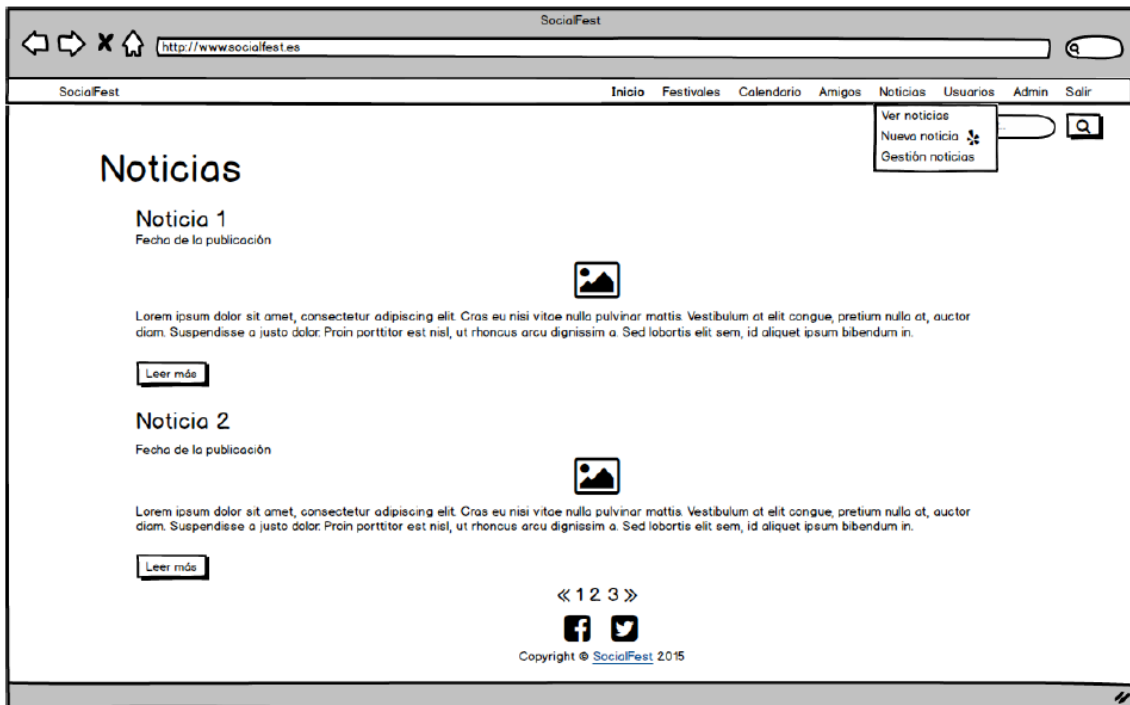 SocialFest
http://www.socialfest.es
SocialFest Inicio Festivales Calendario Amigos Noticias Usuarios Admin Salir
Ver noticias
Nueva noticia
Gestión noticias
Noticias
Noticia 1
Fecha de la publicación
Lorem ipsum dolor sit amet, consectetur adipiscing elit. Cras eu nisi vitae nulla pulvinar mattis. Vestibulum at elit congue, pretium nulla at, auctor
diam. Suspendisse a justo dolor. Proin porttitor est nisl, ut rhoncus arcu dignissim a. Sed lobortis elit sem, id aliquet ipsum bibendum in.
Leer más
Noticia 2
Fecha de la publicación
Lorem ipsum dolor sit amet, consectetur adipiscing elit. Cras eu nisi vitae nulla pulvinar mattis. Vestibulum at elit congue, pretium nulla at, auctor
diam. Suspendisse a justo dolor. Proin porttitor est nisl, ut rhoncus arcu dignissim a. Sed lobortis elit sem, id aliquet ipsum bibendum in.
Leer más
« 1 2 3 »
Copyright © SocialFest 2015